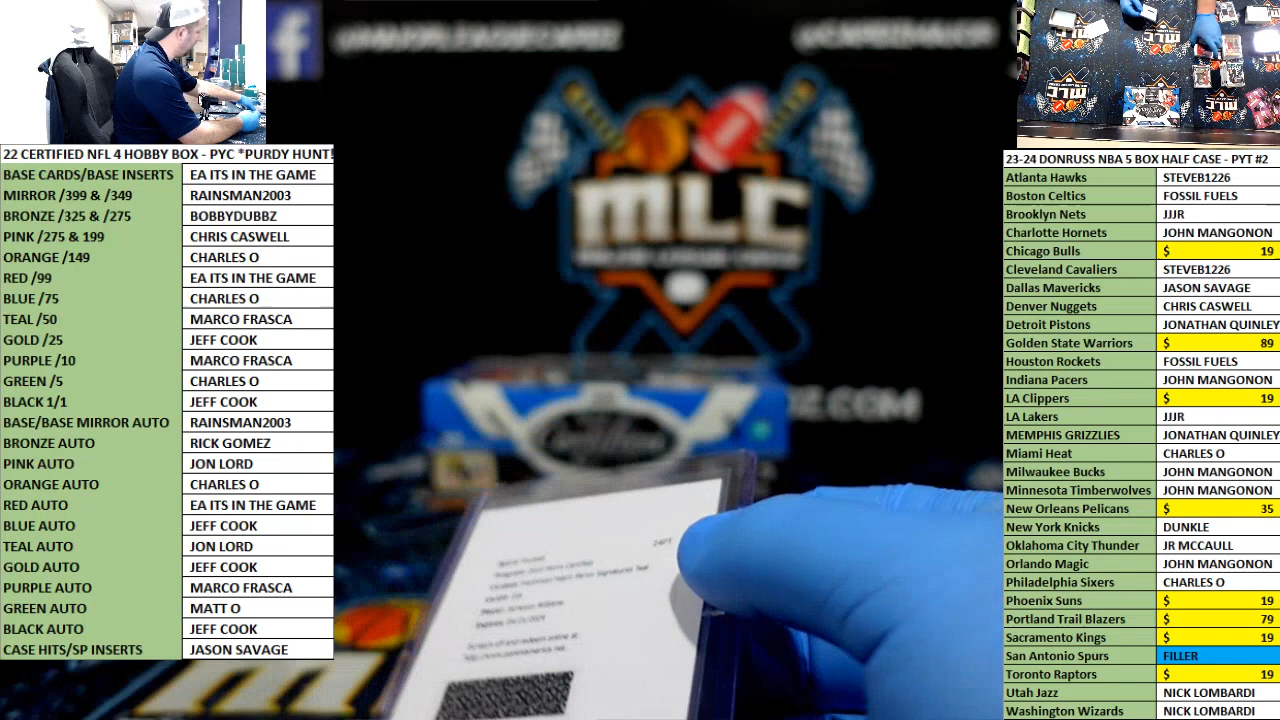 22 CERTIFIED NFL 4 HOBBY BOX - PYC *PURDY HUNT!
BASE CARDS/BASE INSERTS EA ITS IN THE GAME
MIRROR /399 & /349 RAINSMAN2003
BRONZE /325 & /275 BOBBYDUBBZ
PINK /275 & 199 CHRIS CASWELL
ORANGE /149 CHARLES O
RED /99 EA ITS IN THE GAME
BLUE /75 CHARLES O
TEAL /50 MARCO FRASCA
GOLD /25 JEFF COOK
PURPLE /10 MARCO FRASCA
GREEN /5 CHARLES O
BLACK 1/1 JEFF COOK
BASE/BASE MIRROR AUTO RAINSMAN2003
BRONZE AUTO RICK GOMEZ
PINK AUTO JON LORD
ORANGE AUTO CHARLES O
RED AUTO EA ITS IN THE GAME
BLUE AUTO JEFF COOK
TEAL AUTO JON LORD
GOLD AUTO JEFF COOK
PURPLE AUTO MARCO FRASCA
GREEN AUTO MATT O
BLACK AUTO JEFF COOK
CASE HITS/SP INSERTS JASON SAVAGE
MLC
.COM
24PT
23-24 DONRUSS NBA 5 BOX HALF CASE - PYT #2
Atlanta Hawks STEVEB1226
Boston Celtics FOSSIL FUELS
Brooklyn Nets JJJR
Charlotte Hornets JOHN MANGONON
Chicago Bulls $ 19
Cleveland Cavaliers STEVEB1226
Dallas Mavericks JASON SAVAGE
Denver Nuggets CHRIS CASWELL
Detroit Pistons JONATHAN QUINLEY
Golden State Warriors $ 89
Houston Rockets FOSSIL FUELS
Indiana Pacers JOHN MANGONON
LA Clippers $ 19
LA Lakers JJJR
MEMPHIS GRIZZLIES JONATHAN QUINLEY
Miami Heat CHARLES O
Milwaukee Bucks JOHN MANGONON
Minnesota Timberwolves JOHN MANGONON
New Orleans Pelicans $ 35
New York Knicks DUNKLE
Oklahoma City Thunder JR MCCAULL
Orlando Magic JOHN MANGONON
Philadelphia Sixers CHARLES O
Phoenix Suns $ 19
Portland Trail Blazers $ 79
Sacramento Kings $ 19
San Antonio Spurs FILLER
Toronto Raptors $ 19
Utah Jazz NICK LOMBARDI
Washington Wizards NICK LOMBARDI